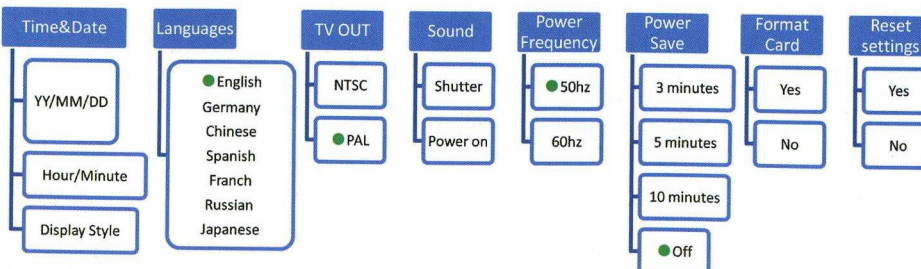 Time&Date
YY/MM/DD
Hour/Minute
Display Style
Languages
English
Germany
Chinese
Spanish
Franch
Russian
Japanese
TV OUT
NTSC
PAL
Sound
Shutter
Power on
Power
Frequency
50hz
60hz
Power
Save
3 minutes
5 minutes
10 minutes
Off
Format
Card
Yes
No
Reset
settings
Yes
No